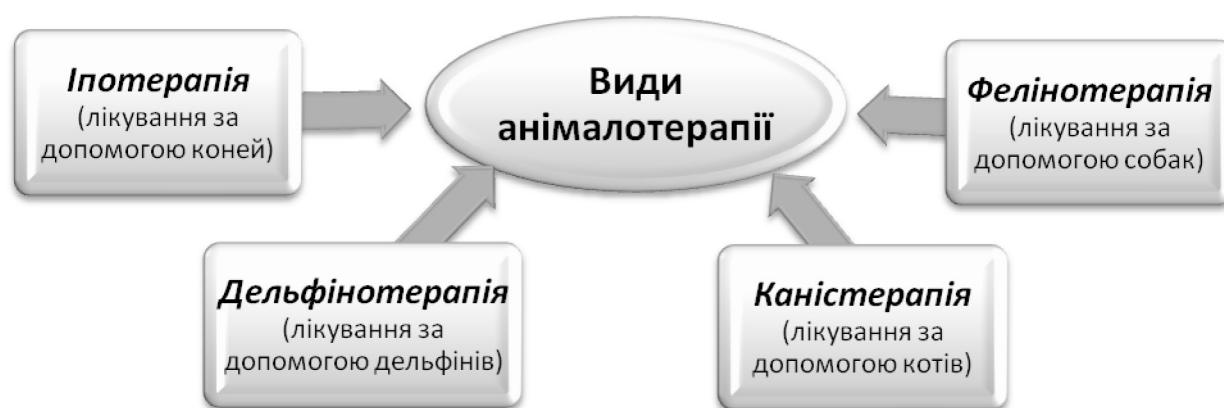 Види
анімалотерапії
Іпотерапія
(лікування за
допомогою коней)
Фелінотерапія
(лікування за
допомогою собак)
Дельфінотерапія
(лікування за
допомогою дельфінів)
Каністерапія
(лікування за
допомогою котів)